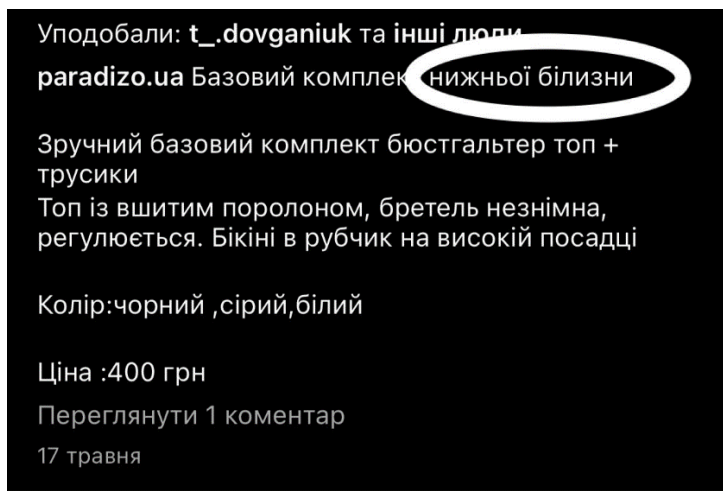 Уподобали: t_.dovganiuk та інші люди
paradizo.ua Базовий комплект нижньої білизни
Зручний базовий комплект бюстгальтер топ +
трусики
Топ із вшитим поролоном, бретель незнімна,
регулюється. Бікіні в рубчик на високій посадці
Колір:чорний ,сірий,білий
Ціна :400 грн
Переглянути 1 коментар
17 травня